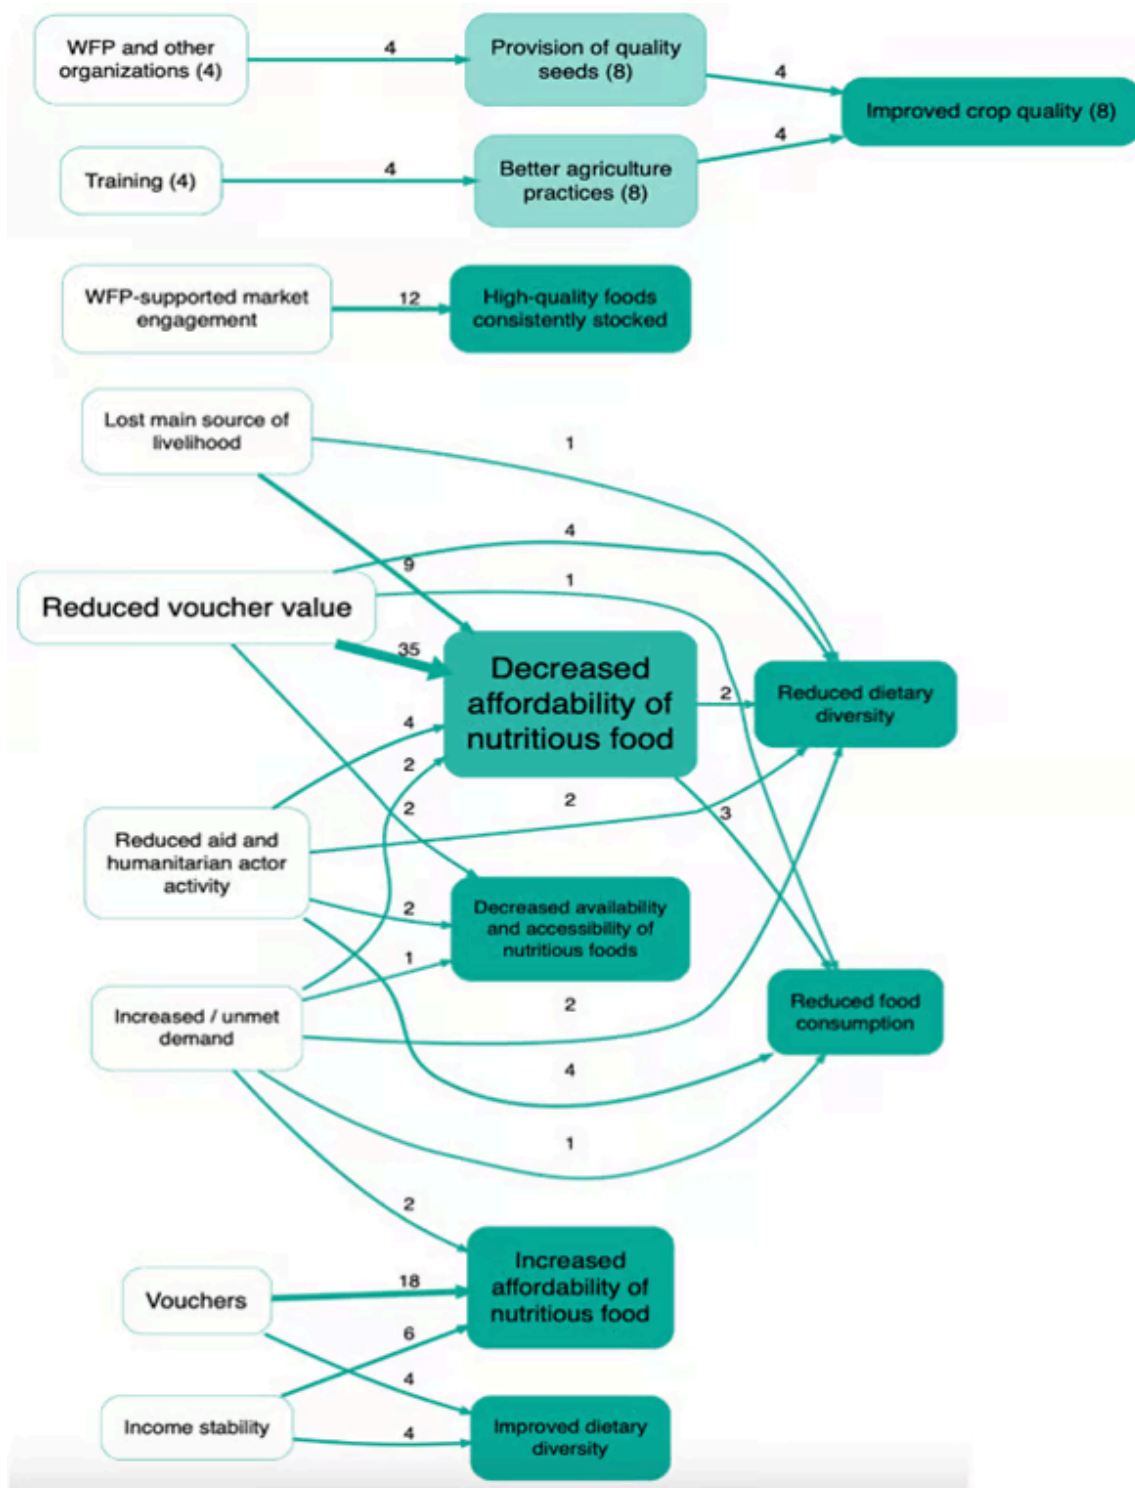 WFP and other
organizations (4)
4
Provision of quality
seeds (8)
4
Improved crop quality (8)
Training (4)
4
Better agriculture
practices (8)
4
WFP-supported market
engagement
12
High-quality foods
consistently stocked
Lost main source of
livelihood
1
9
4
1
Reduced voucher value
35
2
Decreased
affordability of
nutritious food
2
3
Reduced dietary
diversity
Reduced aid and
humanitarian actor
activity
4
2
2
4
Decreased availability
and accessibility of
nutritious foods
Increased / unmet
demand
2
1
2
1
2
Reduced food
consumption
Vouchers
18
4
Increased
affordability of
nutritious food
Income stability
6
4
Improved dietary
diversity